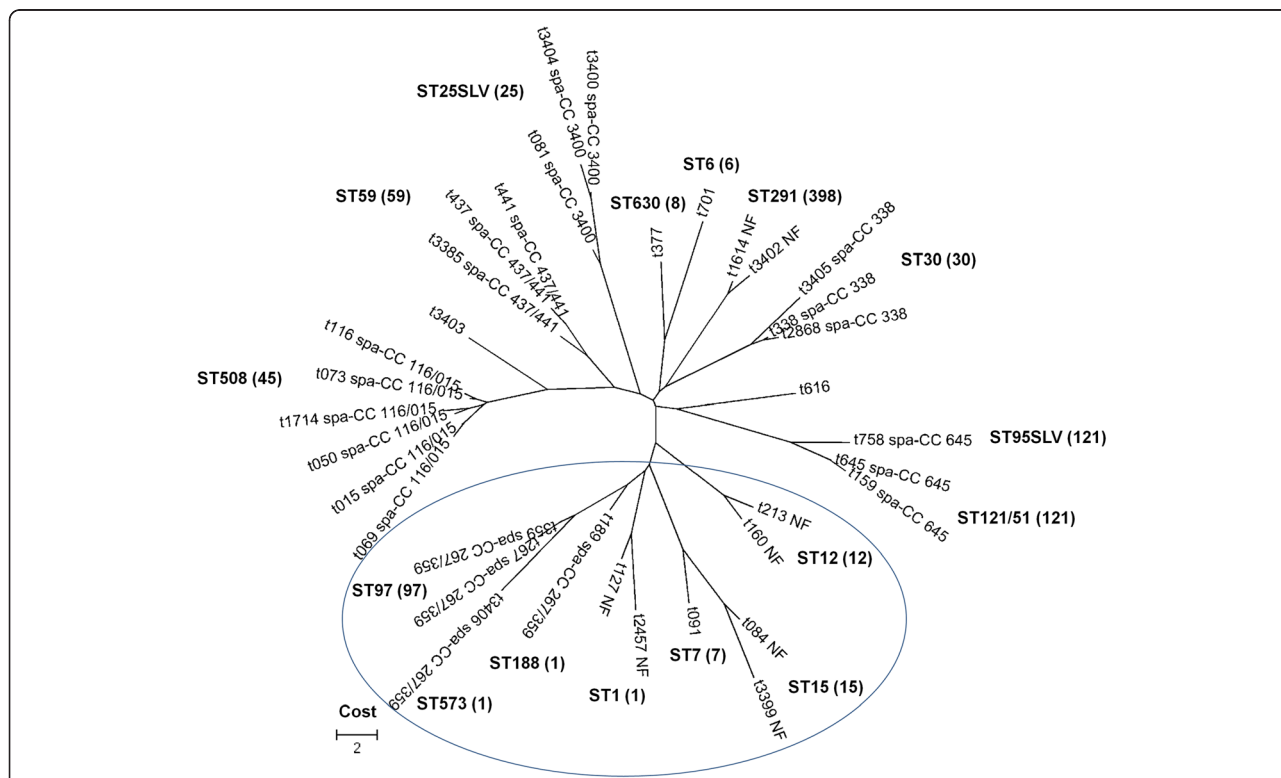 t3404 spa-CC 3400
t3400 spa-CC 3400
ST25SLV (25)
t081 spa-CC 3400
ST6 (6)
ST59 (59)
t441 spa-CC 437/441
t437 spa-CC 437/441
ST630 (8)
t701
ST291 (398)
t3385 spa-CC 437/441
t377
t1614 NF
t3402 NF
t3405 spa-CC 338
ST30 (30)
t338 spa-CC 338
t2868 spa-CC 338
t3403
t116 spa-CC 116/015
ST508 (45)
t073 spa-CC 116/015
t616
t1714 spa-CC 116/015
t050 spa-CC 116/015
t758 spa-CC 645
ST95SLV (121)
t015 spa-CC 116/015
t645 spa-CC 645
t069 spa-CC 116/015
t159 spa-CC 645
t213 NF
ST121/51 (121)
t359 spa-CC 267/359
t189 spa-CC 267/359
t160 NF
t267 spa-CC 267/359
ST12 (12)
t127 NF
ST97 (97)
t3406 spa-CC 267/359
t2457 NF
t091
t084 NF
ST188 (1)
ST7 (7)
ST573 (1)
ST1 (1)
ST15 (15)
t3399 NF
Cost
2